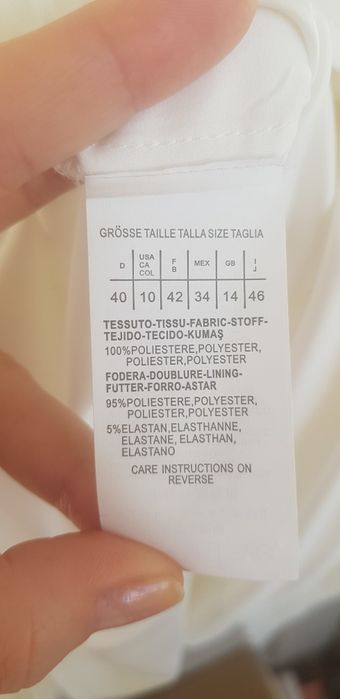 GRÖSSE TAILLE TALLA SIZE TAGLIA
D USA CA COL F B MEX GB I J
40 10 42 34 14 46
TESSUTO-TISSU-FABRIC-STOFF-
TEJIDO-TECIDO-KUMAŞ
100%POLIESTERE,POLYESTER,
POLIESTER,POLYESTER
FODERA-DOUBLURE-LINING-
FUTTER-FORRO-ASTAR
95%POLIESTERE,POLYESTER,
POLIESTER,POLYESTER
5%ELASTAN,ELASTHANNE,
ELASTANE, ELASTHAN,
ELASTANO
CARE INSTRUCTIONS ON
REVERSE